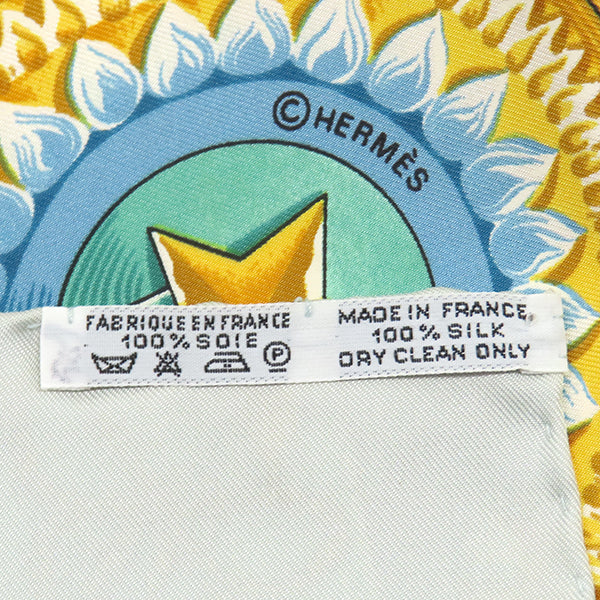 ©HERMÈS
FABRIQUE EN FRANCE
100% SOIE
P
MADE IN FRANCE
100% SILK
DRY CLEAN ONLY